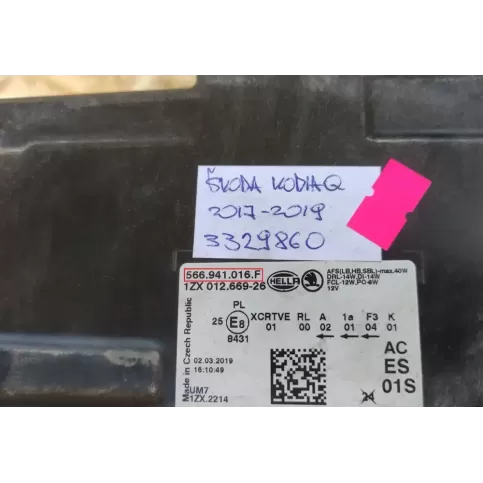 ŠKODA KODIAQ
2017-2019
3329860
566.941.016.F
1ZX 012.669-26
HELLA
AFS(LB,HB,SBL)-max.40W
DRL-14W,DI-14W
FCL-12W,PO-8W
12V
PL
25 E8 XCRTVE RL A 1a F3 K
8431 01 00 02 01 04 01
02.03.2019
16:10:49
Made in Czech Republic
UM7
1ZX.2214
AC
ES
01S